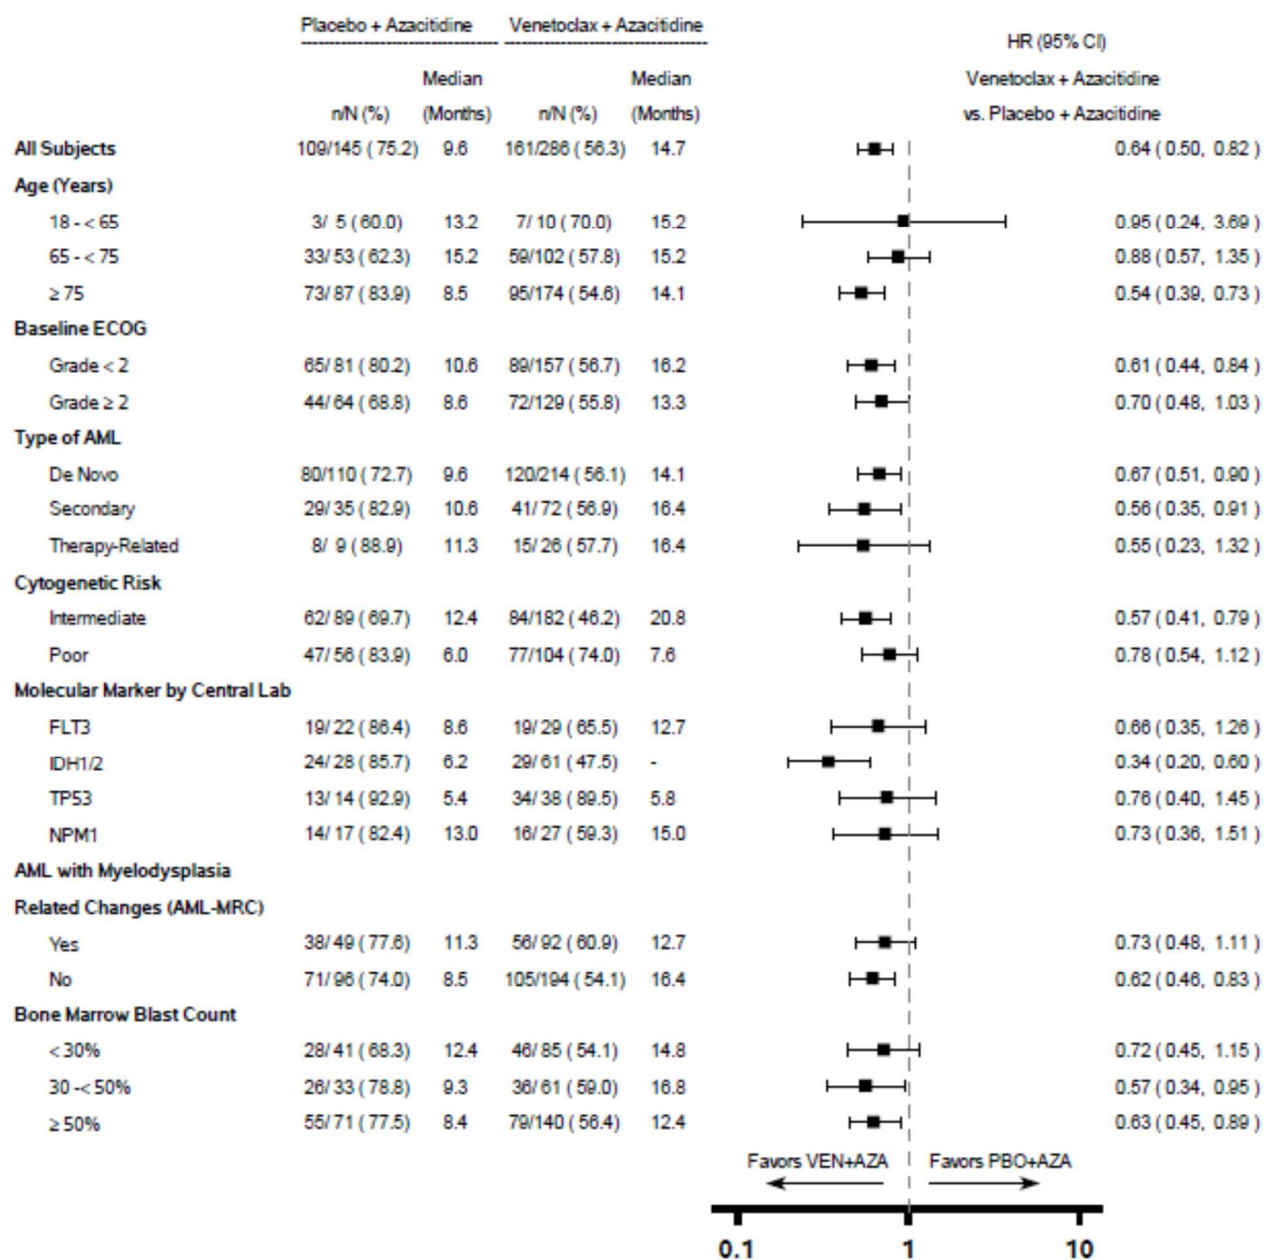 Placebo + Azacitidine Venetoclax + Azacitidine
HR (95% CI)
Median Median Venetoclax + Azacitidine
n/N (%) (Months) n/N (%) (Months) vs. Placebo + Azacitidine
All Subjects 109/145 ( 75.2) 9.6 161/286 ( 56.3) 14.7 0.64 ( 0.50, 0.82 )
Age (Years)
18 - < 65 3/ 5 ( 60.0) 13.2 7/ 10 ( 70.0) 15.2 0.95 ( 0.24, 3.69 )
65 - < 75 33/ 53 ( 62.3) 15.2 59/102 ( 57.8) 15.2 0.88 ( 0.57, 1.35 )
≥ 75 73/ 87 ( 83.9) 8.5 95/174 ( 54.6) 14.1 0.54 ( 0.39, 0.73 )
Baseline ECOG
Grade < 2 65/ 81 ( 80.2) 10.6 89/157 ( 56.7) 16.2 0.61 ( 0.44, 0.84 )
Grade ≥ 2 44/ 64 ( 68.8) 8.6 72/129 ( 55.8) 13.3 0.70 ( 0.48, 1.03 )
Type of AML
De Novo 80/110 ( 72.7) 9.6 120/214 ( 56.1) 14.1 0.67 ( 0.51, 0.90 )
Secondary 29/ 35 ( 82.9) 10.6 41/ 72 ( 56.9) 16.4 0.56 ( 0.35, 0.91 )
Therapy-Related 8/ 9 ( 88.9) 11.3 15/ 26 ( 57.7) 16.4 0.55 ( 0.23, 1.32 )
Cytogenetic Risk
Intermediate 62/ 89 ( 69.7) 12.4 84/182 ( 46.2) 20.8 0.57 ( 0.41, 0.79 )
Poor 47/ 56 ( 83.9) 6.0 77/104 ( 74.0) 7.6 0.78 ( 0.54, 1.12 )
Molecular Marker by Central Lab
FLT3 19/ 22 ( 86.4) 8.6 19/ 29 ( 65.5) 12.7 0.66 ( 0.35, 1.26 )
IDH1/2 24/ 28 ( 85.7) 6.2 29/ 61 ( 47.5) - 0.34 ( 0.20, 0.60 )
TP53 13/ 14 ( 92.9) 5.4 34/ 38 ( 89.5) 5.8 0.76 ( 0.40, 1.45 )
NPM1 14/ 17 ( 82.4) 13.0 16/ 27 ( 59.3) 15.0 0.73 ( 0.36, 1.51 )
AML with Myelodysplasia
Related Changes (AML-MRC)
Yes 38/ 49 ( 77.6) 11.3 56/ 92 ( 60.9) 12.7 0.73 ( 0.48, 1.11 )
No 71/ 96 ( 74.0) 8.5 105/194 ( 54.1) 16.4 0.62 ( 0.46, 0.83 )
Bone Marrow Blast Count
< 30% 28/ 41 ( 68.3) 12.4 46/ 85 ( 54.1) 14.8 0.72 ( 0.45, 1.15 )
30 -< 50% 26/ 33 ( 78.8) 9.3 36/ 61 ( 59.0) 16.8 0.57 ( 0.34, 0.95 )
≥ 50% 55/ 71 ( 77.5) 8.4 79/140 ( 56.4) 12.4 0.63 ( 0.45, 0.89 )
Favors VEN+AZA Favors PBO+AZA
0.1 1 10